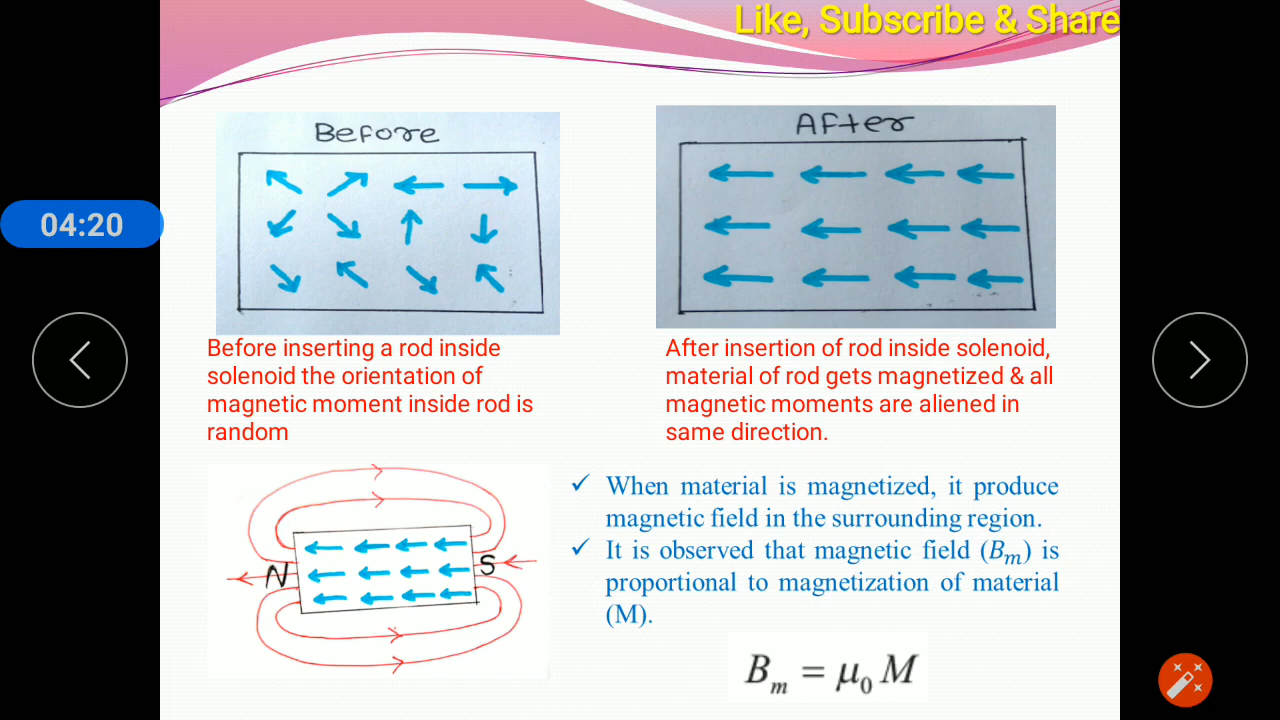 Like, Subscribe & Share
Before
After
04:20
Before inserting a rod inside
solenoid the orientation of
magnetic moment inside rod is
random
After insertion of rod inside solenoid,
material of rod gets magnetized & all
magnetic moments are aliened in
same direction.
N
S
✓ When material is magnetized, it produce
magnetic field in the surrounding region.
✓ It is observed that magnetic field (Bm) is
proportional to magnetization of material
(M).
Bm = μ0 M